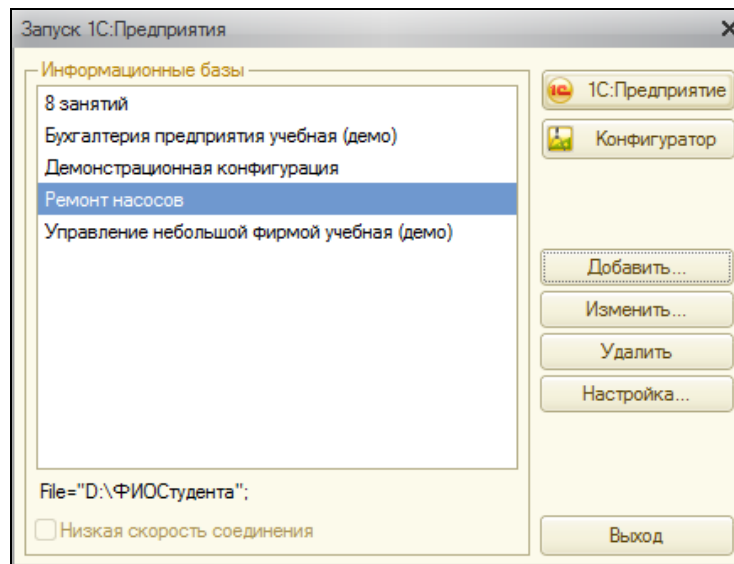 Запуск 1С:Предприятия
Информационные базы
8 занятий
Бухгалтерия предприятия учебная (демо)
Демонстрационная конфигурация
Ремонт насосов
Управление небольшой фирмой учебная (демо)
File="D:\ФИОСтудента";
Низкая скорость соединения
1С:Предприятие
Конфигуратор
Добавить...
Изменить...
Удалить
Настройка...
Выход